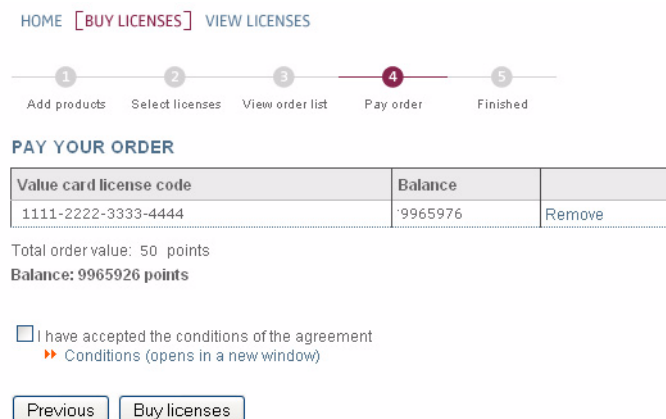 HOME [BUY LICENSES] VIEW LICENSES
1 2 3 4 5
Add products Select licenses View order list Pay order Finished
PAY YOUR ORDER
Value card license code Balance
1111-2222-3333-4444 9965976 Remove
Total order value: 50 points
Balance: 9965926 points
I have accepted the conditions of the agreement
Conditions (opens in a new window)
Previous Buy licenses